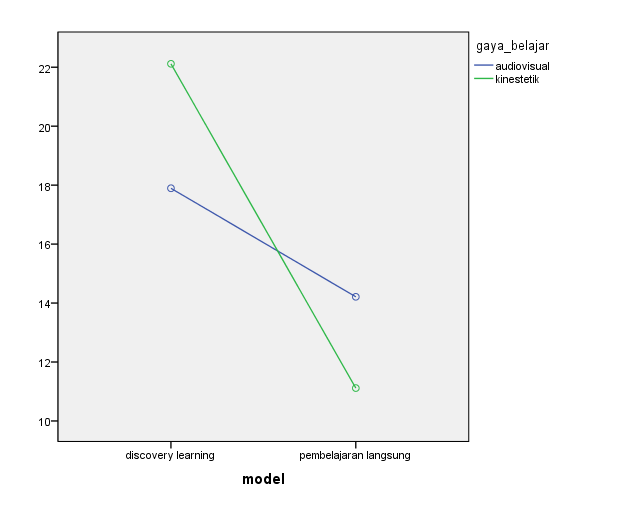 gaya_belajar
audiovisual
kinestetik
22
20
18
16
14
12
10
discovery learning
pembelajaran langsung
model